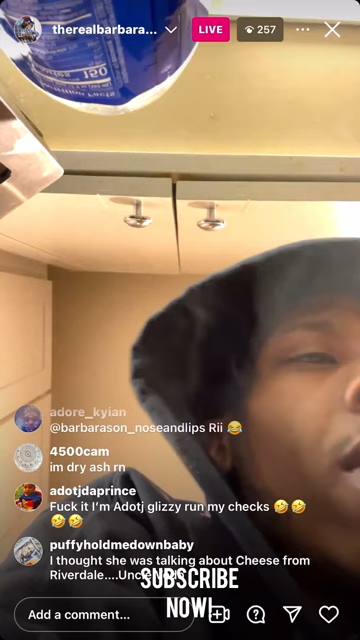 therealbarbara...
LIVE
257
150
adore_kyian
@barbarason_noseandlips Rii 😂
4500cam
im dry ash rn
adotjdaprince
Fuck it I'm Adotj glizzy run my checks 🤣🤣
🤣🤣
puffyholdmedownbaby
I thought she was talking about Cheese from
Riverdale....
SUBSCRIBE
NOW!
Add a comment...